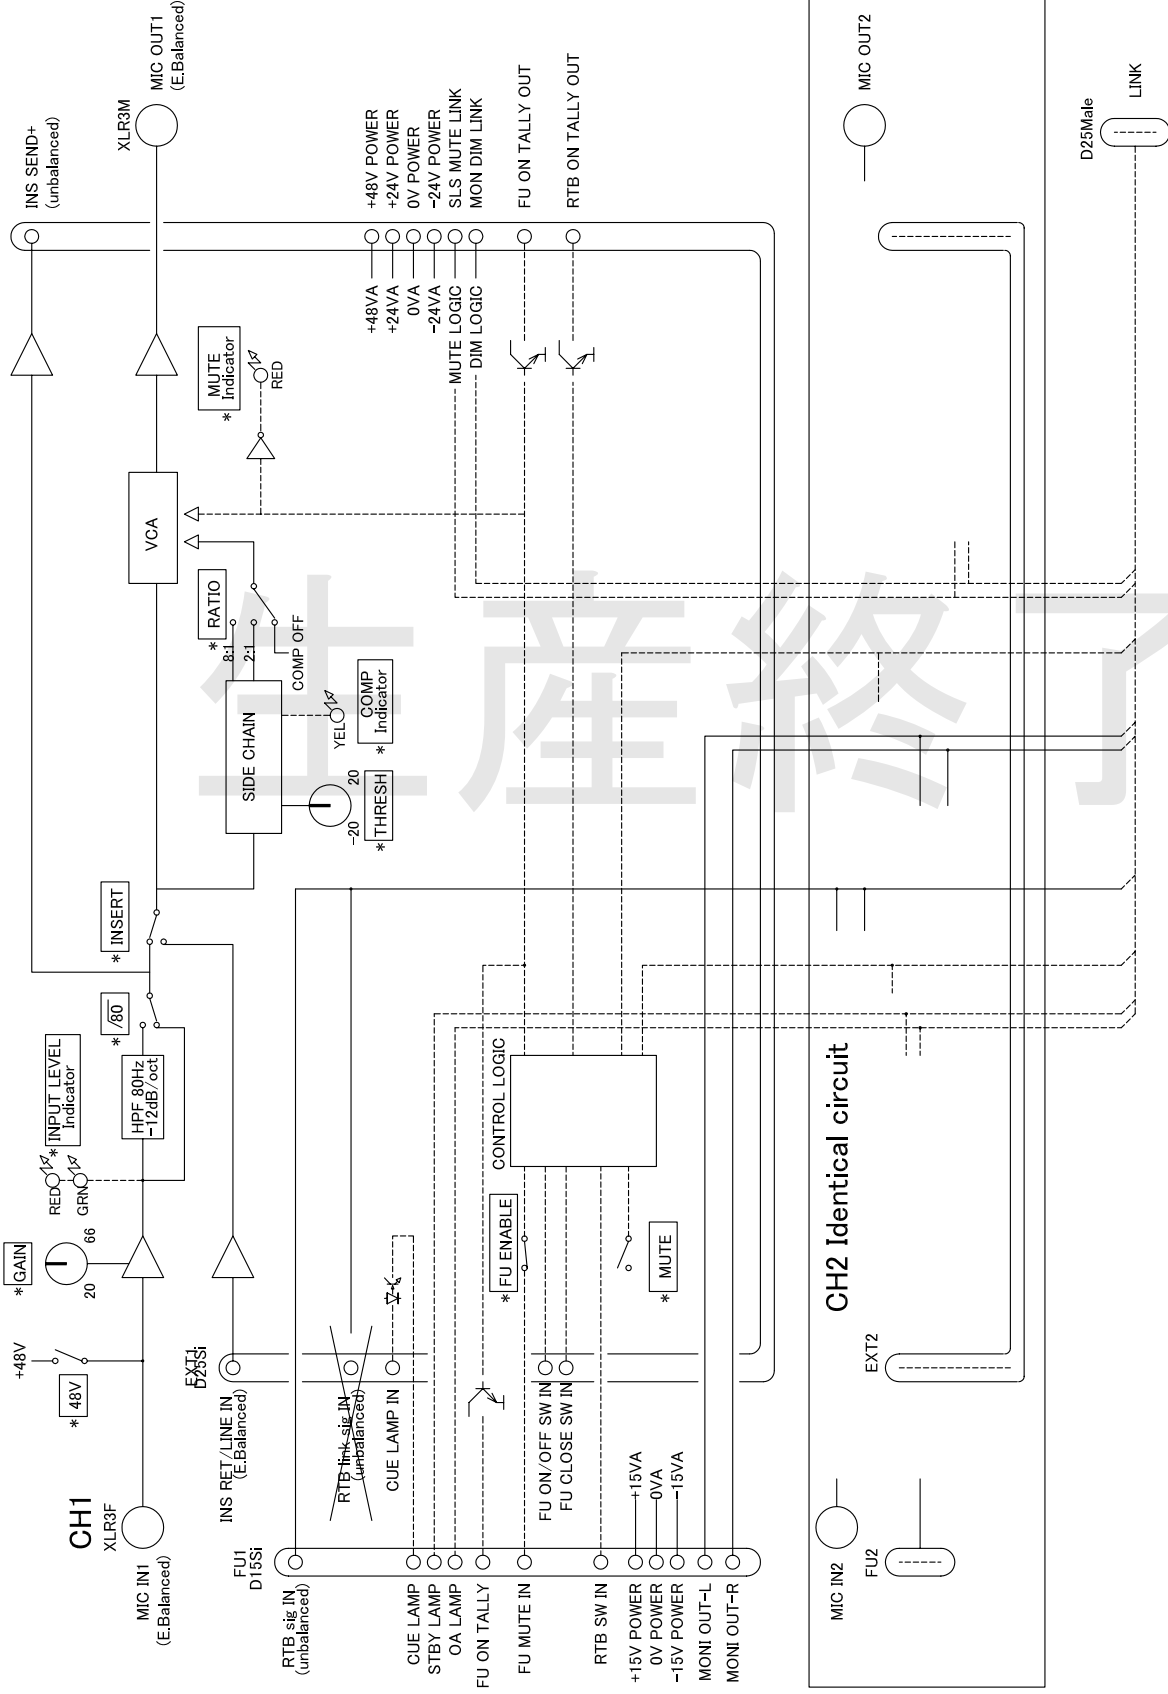 CH1
XLR3F
MIC IN1
(E.Balanced)
+48V
* 48V
* GAIN
20
66
RED
GRN
* INPUT LEVEL
Indicator
HPF 80Hz
-12dB/oct
* /80
* INSERT
INS SEND+
(unbalanced)
XLR3M
MIC OUT1
(E.Balanced)
VCA
* MUTE
Indicator
RED
* RATIO
8:1
2:1
COMP OFF
SIDE CHAIN
YEL
* COMP
Indicator
-20
20
* THRESH
EXT1
D25Si
INS RET/LINE IN
(E.Balanced)
RTB link sig IN
(unbalanced)
CUE LAMP IN
FU ON/OFF SW IN
FU CLOSE SW IN
FU1
D15Si
RTB sig IN
(unbalanced)
CUE LAMP
STBY LAMP
OA LAMP
FU ON TALLY
FU MUTE IN
RTB SW IN
+15V POWER
+15VA
0V POWER
0VA
-15V POWER
-15VA
MONI OUT-L
MONI OUT-R
* FU ENABLE
* MUTE
CONTROL LOGIC
+48VA
+48V POWER
+24VA
+24V POWER
0VA
0V POWER
-24VA
-24V POWER
MUTE LOGIC
SLS MUTE LINK
DIM LOGIC
MON DIM LINK
FU ON TALLY OUT
RTB ON TALLY OUT
生産終了
CH2 Identical circuit
MIC IN2
FU2
EXT2
MIC OUT2
D25Male
LINK